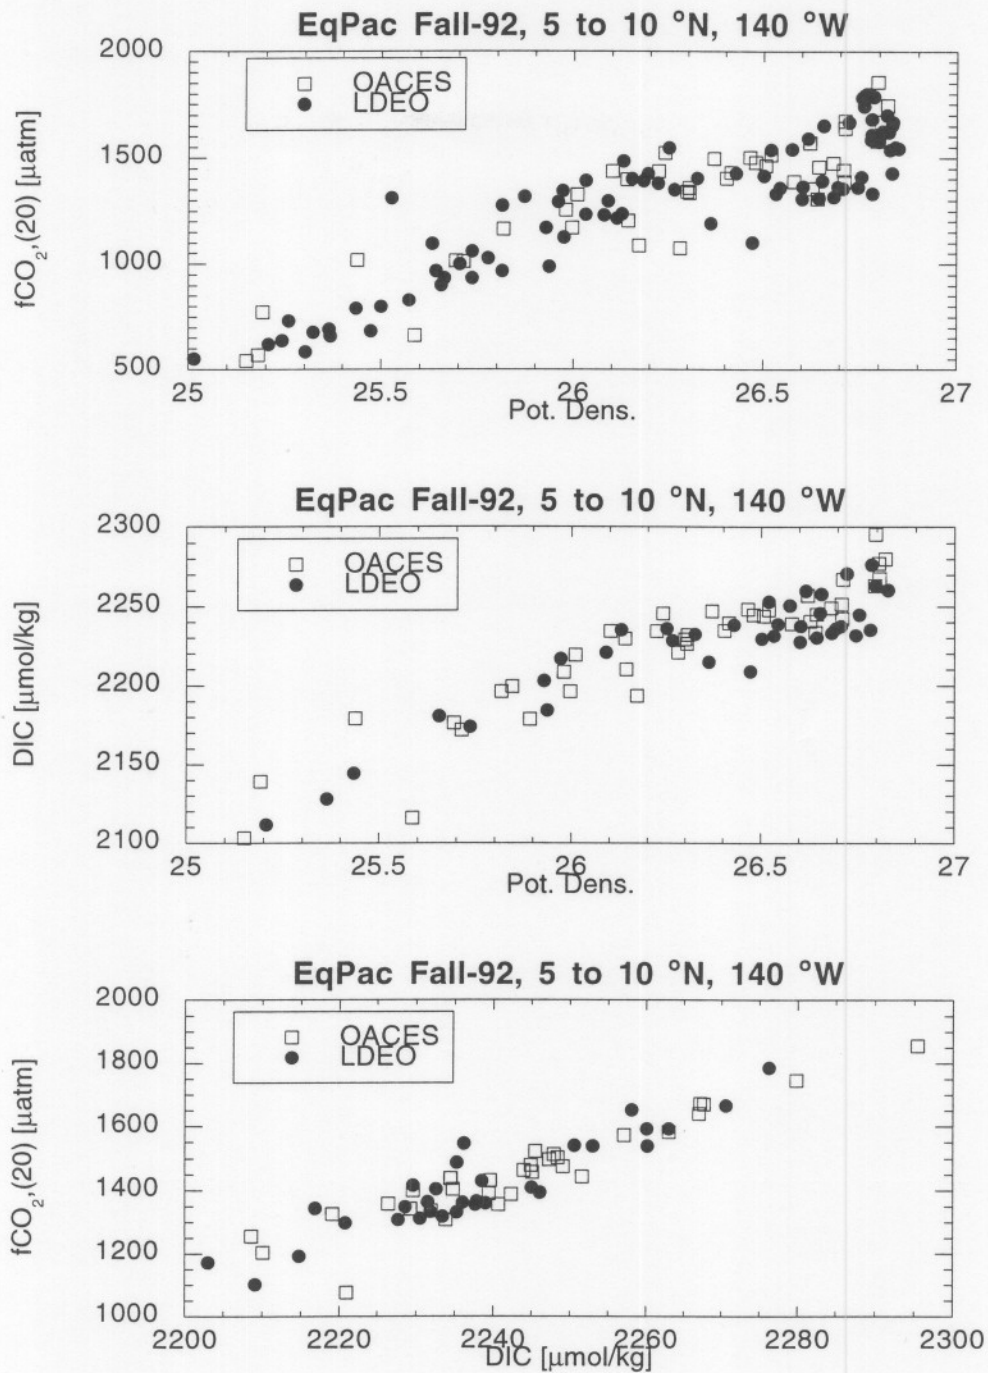 EqPac Fall-92, 5 to 10 °N, 140 °W
OACES
LDEO
fCO₂,(20) [µatm]
2000
1500
1000
500
25
25.5
26
26.5
27
Pot. Dens.
EqPac Fall-92, 5 to 10 °N, 140 °W
OACES
LDEO
DIC [µmol/kg]
2300
2250
2200
2150
2100
25
25.5
26
26.5
27
Pot. Dens.
EqPac Fall-92, 5 to 10 °N, 140 °W
OACES
LDEO
fCO₂,(20) [µatm]
2000
1800
1600
1400
1200
1000
2200
2220
2240
2260
2280
2300
DIC [µmol/kg]